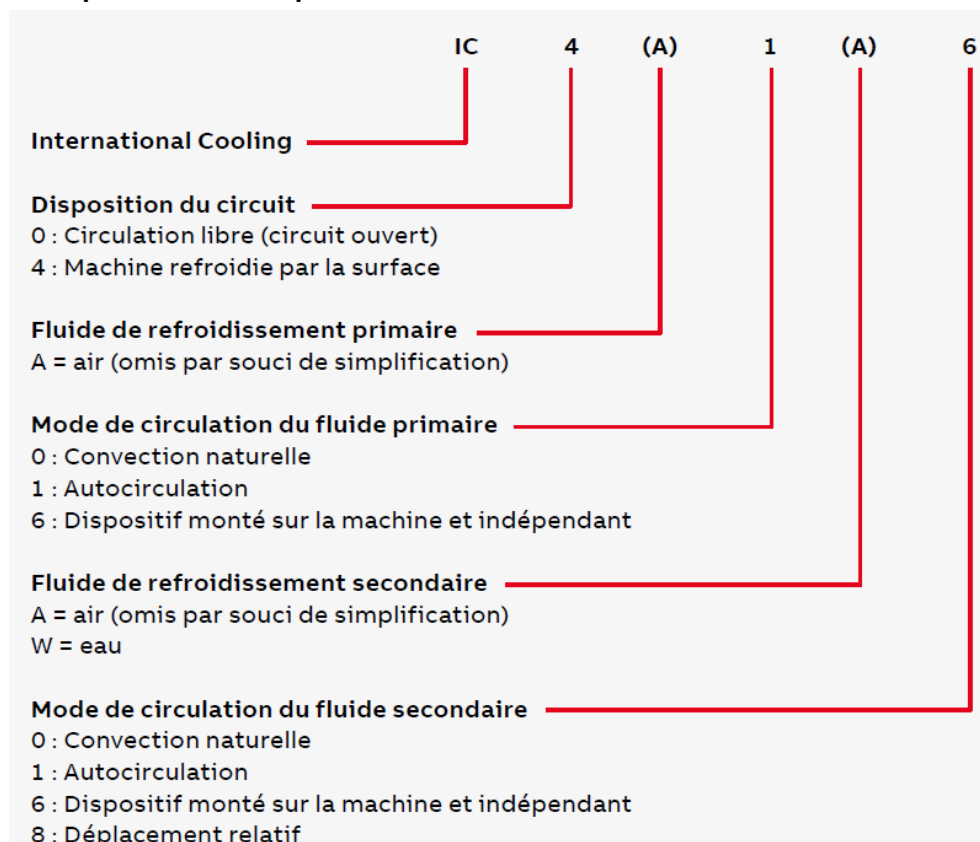 IC 4 (A) 1 (A) 6
International Cooling
Disposition du circuit
0 : Circulation libre (circuit ouvert)
4 : Machine refroidie par la surface
Fluide de refroidissement primaire
A = air (omis par souci de simplification)
Mode de circulation du fluide primaire
0 : Convection naturelle
1 : Autocirculation
6 : Dispositif monté sur la machine et indépendant
Fluide de refroidissement secondaire
A = air (omis par souci de simplification)
W = eau
Mode de circulation du fluide secondaire
0 : Convection naturelle
1 : Autocirculation
6 : Dispositif monté sur la machine et indépendant
8 : Déplacement relatif